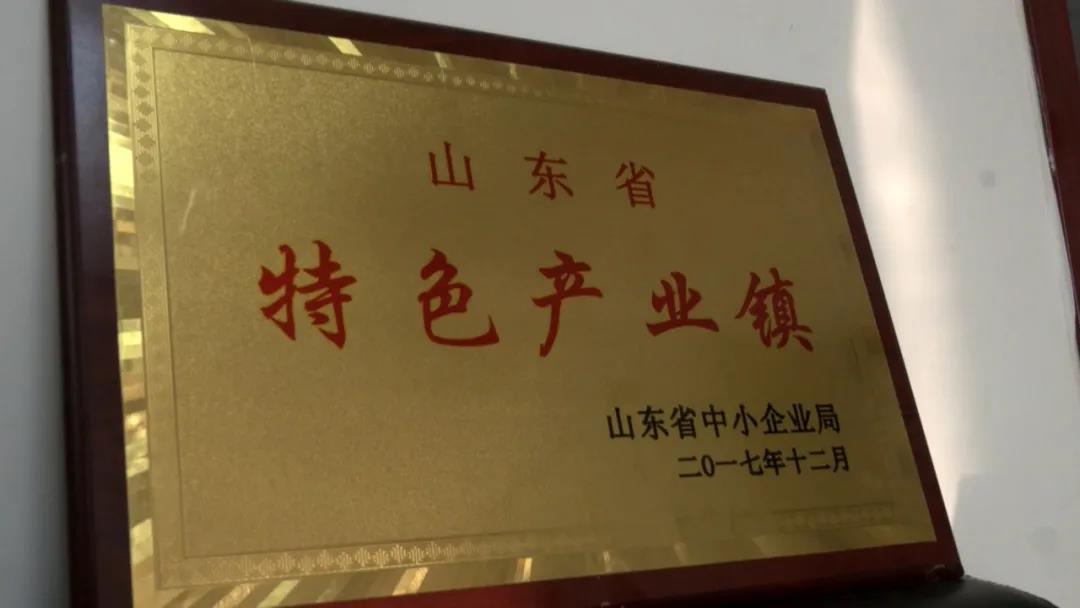 山东省
特色产业镇
山东省中小企业局
二〇一七年十二月